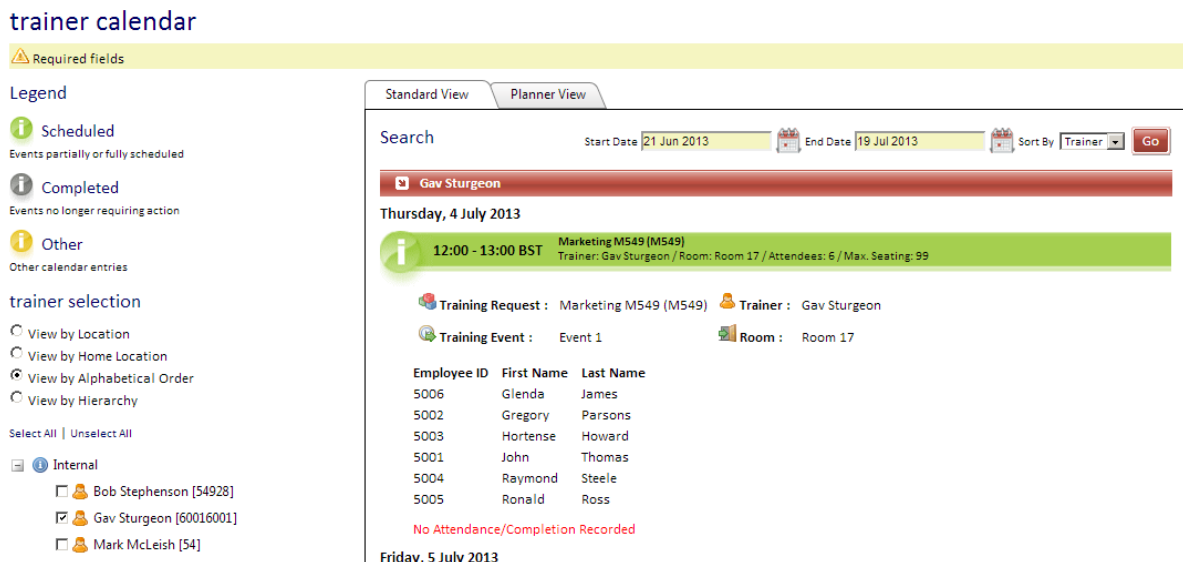 trainer calendar
Required fields
Legend
Scheduled
Events partially or fully scheduled
Completed
Events no longer requiring action
Other
Other calendar entries
trainer selection
View by Location
View by Home Location
View by Alphabetical Order
View by Hierarchy
Select All | Unselect All
Internal
Bob Stephenson [54928]
Gav Sturgeon [60016001]
Mark McLeish [54]
Standard View Planner View
Search Start Date 21 Jun 2013 End Date 19 Jul 2013 Sort By Trainer Go
Gav Sturgeon
Thursday, 4 July 2013
12:00 - 13:00 BST Marketing M549 (M549)
Trainer: Gav Sturgeon / Room: Room 17 / Attendees: 6 / Max. Seating: 99
Training Request : Marketing M549 (M549) Trainer : Gav Sturgeon
Training Event : Event 1 Room : Room 17
Employee ID First Name Last Name
5006 Glenda James
5002 Gregory Parsons
5003 Hortense Howard
5001 John Thomas
5004 Raymond Steele
5005 Ronald Ross
No Attendance/Completion Recorded
Friday, 5 July 2013